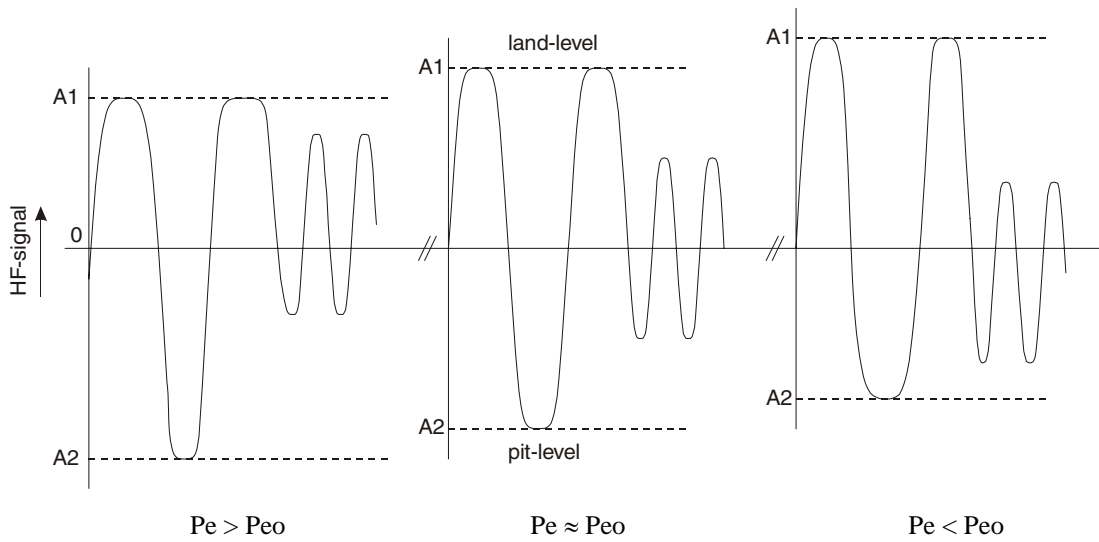 A1
0
A2
HF-signal
Pe > Peo
land-level
A1
A2
pit-level
Pe ≈ Peo
A1
A2
Pe < Peo